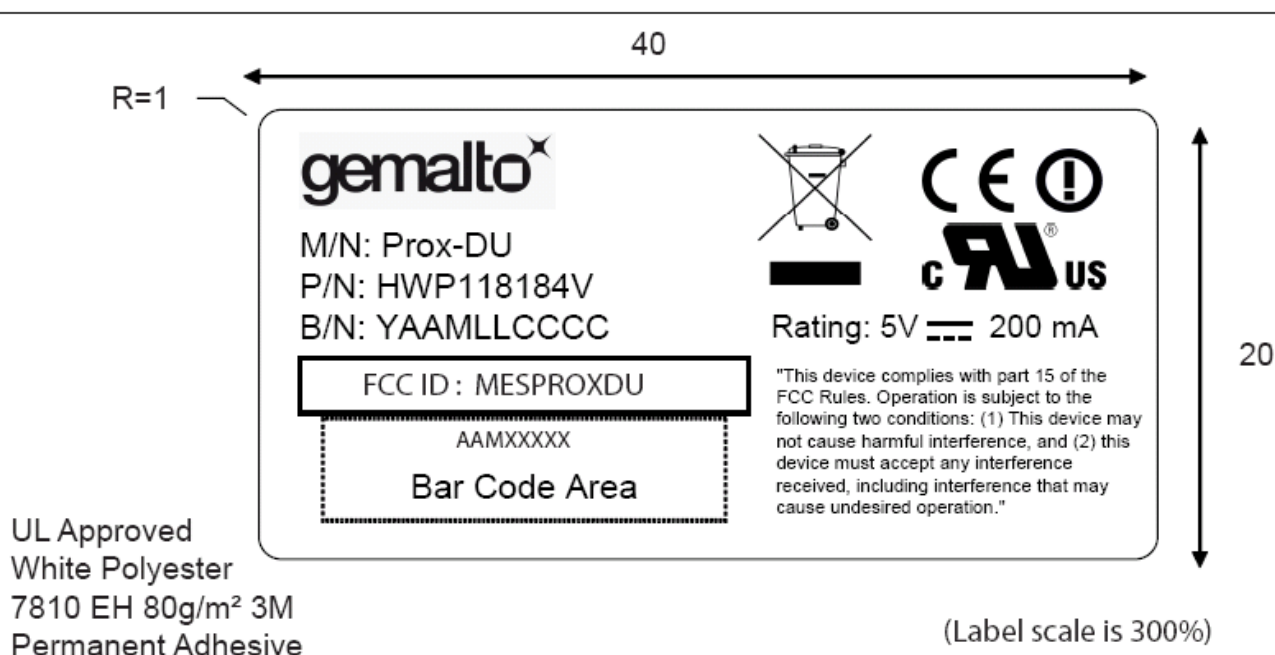 40
R=1
gemalto
M/N: Prox-DU
P/N: HWP118184V
B/N: YAAMLLCCCC
CE
C RU ® US
Rating: 5V 200 mA
20
FCC ID : MESPROXDU
AAMXXXXX
Bar Code Area
"This device complies with part 15 of the
FCC Rules. Operation is subject to the
following two conditions: (1) This device may
not cause harmful interference, and (2) this
device must accept any interference
received, including interference that may
cause undesired operation."
UL Approved
White Polyester
7810 EH 80g/m² 3M
Permanent Adhesive
(Label scale is 300%)